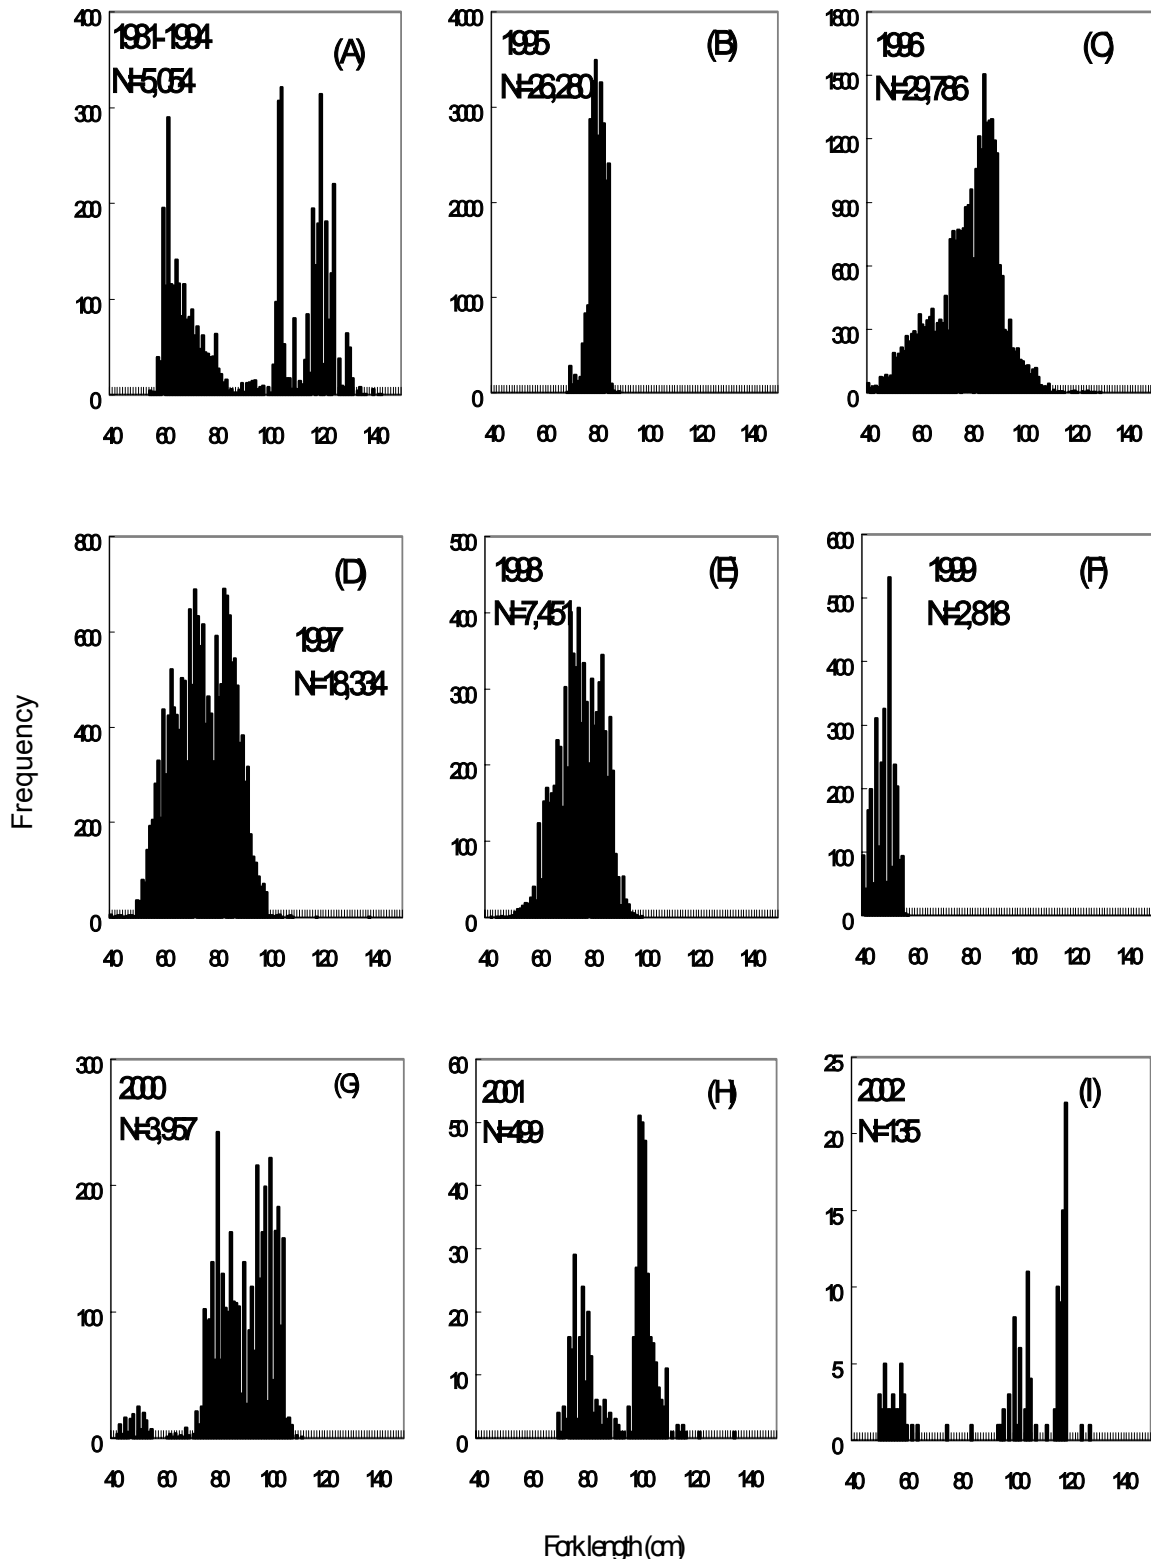 400
300
200
100
0
1981-1994
N=5,054
(A)
40 60 80 100 120 140
4000
3000
2000
1000
0
1995
N=26,280
(B)
40 60 80 100 120 140
1800
1500
1200
900
600
300
0
1996
N=29,786
(C)
40 60 80 100 120 140
Frequency
800
600
400
200
0
(D)
1997
N=18,334
40 60 80 100 120 140
500
400
300
200
100
0
1998
N=7,451
(E)
40 60 80 100 120 140
600
500
400
300
200
100
0
1999
N=2,818
(F)
40 60 80 100 120 140
300
200
100
0
2000
N=3,957
(G)
40 60 80 100 120 140
60
50
40
30
20
10
0
2001
N=499
(H)
40 60 80 100 120 140
25
20
15
10
5
0
2002
N=135
(I)
40 60 80 100 120 140
Fork length (cm)